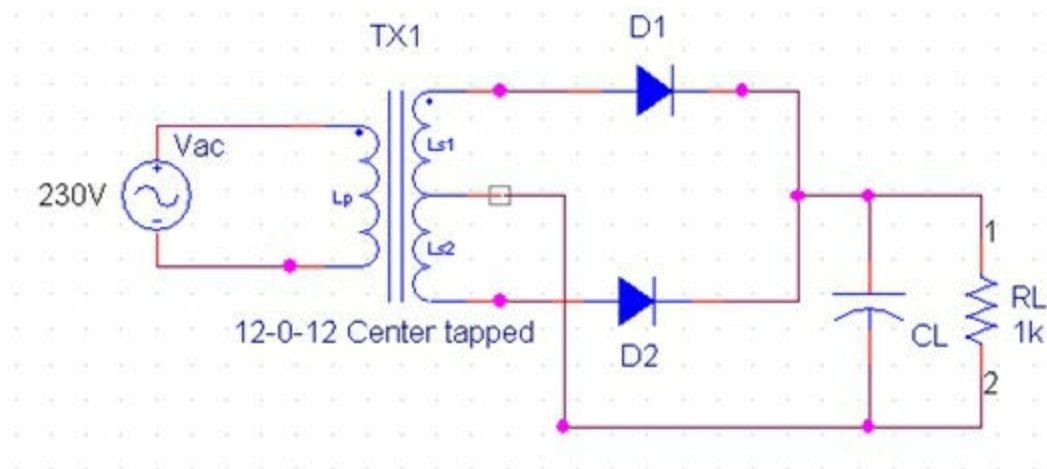 TX1
D1
Vac
230V
Lp
Ls1
Ls2
12-0-12 Center tapped
D2
CL
1
RL
1k
2